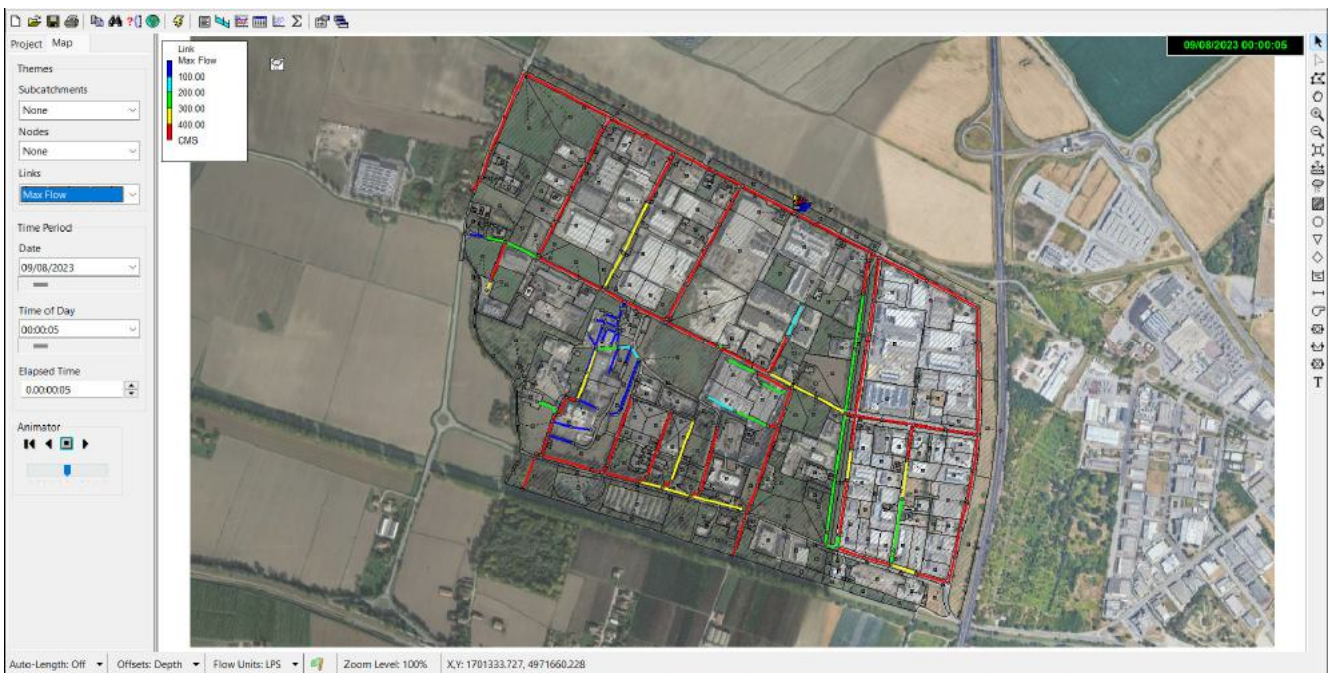 Project Map
Themes
Subcatchments
None
Nodes
None
Links
Max Flow
Time Period
Date
09/08/2023
Time of Day
00:00:05
Elapsed Time
0.00:00:05
Animator
Link
Max Flow
100.00
200.00
300.00
400.00
CMS
09/08/2023 00:00:05
T
Auto-Length: Off Offsets: Depth Flow Units: LPS Zoom Level: 100% X,Y: 1701333.727, 4971660.228